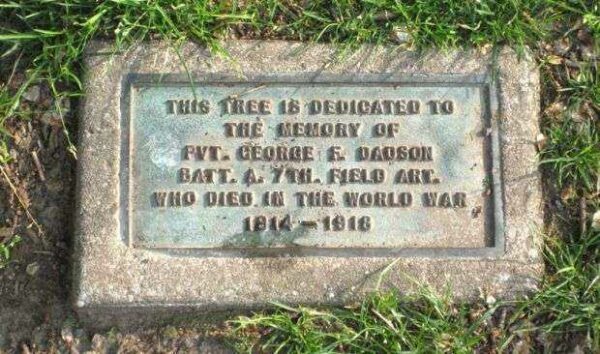 THIS TREE IS DEDICATED TO
THE MEMORY OF
PVT. GEORGE E. DADSON
BATT. A. 7TH. FIELD ART.
WHO DIED IN THE WORLD WAR
1914 – 1918